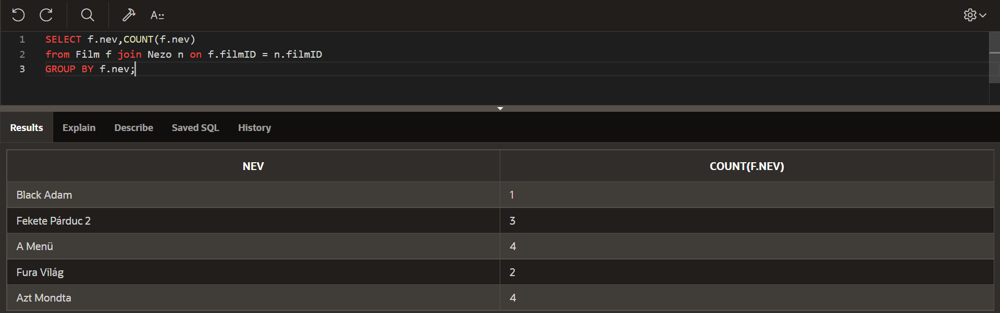 A::
1 SELECT f.nev,COUNT(f.nev)
2 from Film f join Nezo n on f.filmID = n.filmID
3 GROUP BY f.nev;
Results Explain Describe Saved SQL History
NEV COUNT(F.NEV)
Black Adam 1
Fekete Párduc 2 3
A Menü 4
Fura Világ 2
Azt Mondta 4